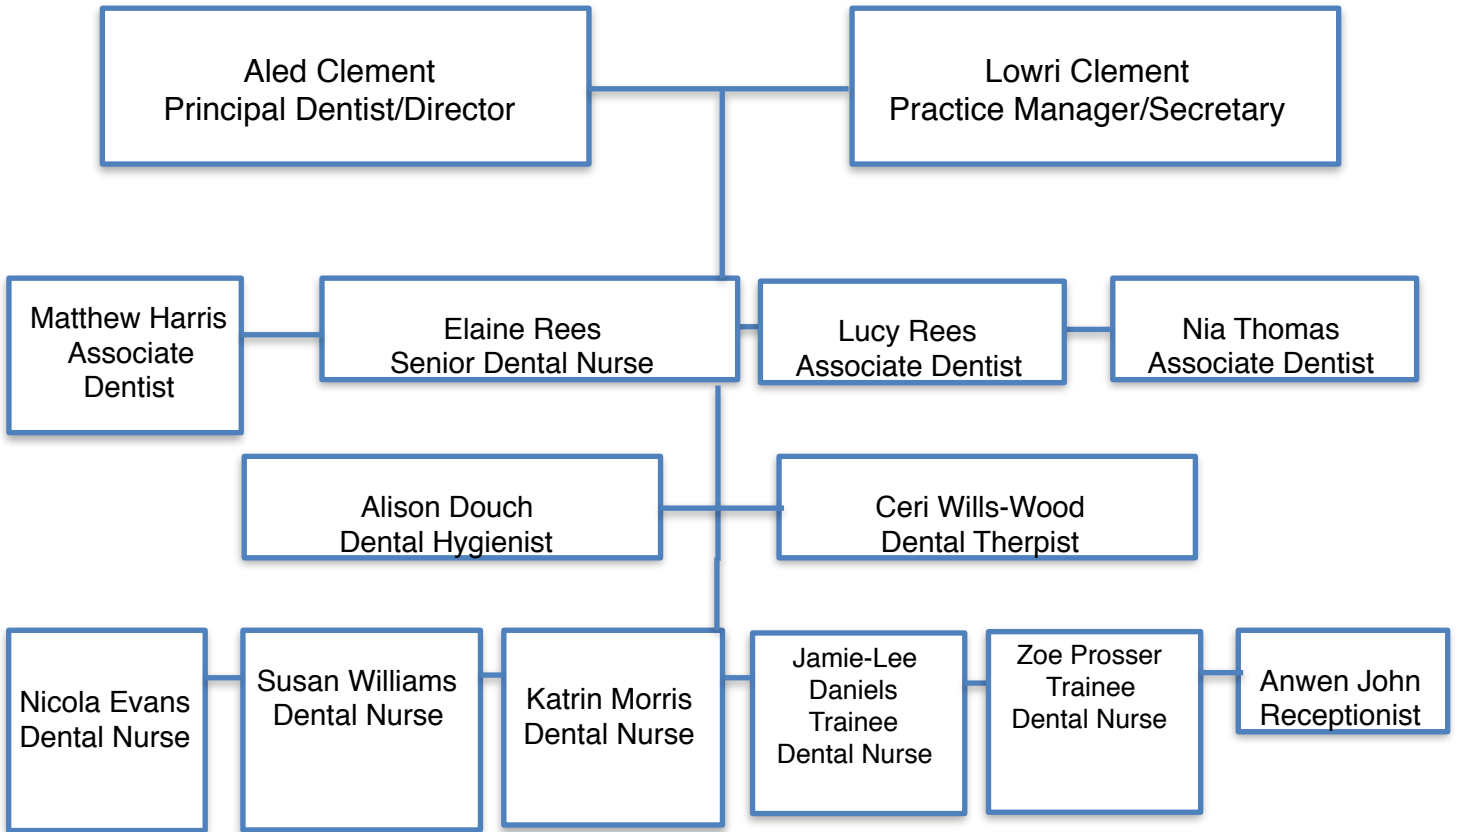 Aled Clement
Principal Dentist/Director
Lowri Clement
Practice Manager/Secretary
Matthew Harris
Associate
Dentist
Elaine Rees
Senior Dental Nurse
Lucy Rees
Associate Dentist
Nia Thomas
Associate Dentist
Alison Douch
Dental Hygienist
Ceri Wills-Wood
Dental Therpist
Nicola Evans
Dental Nurse
Susan Williams
Dental Nurse
Katrin Morris
Dental Nurse
Jamie-Lee
Daniels
Trainee
Dental Nurse
Zoe Prosser
Trainee
Dental Nurse
Anwen John
Receptionist